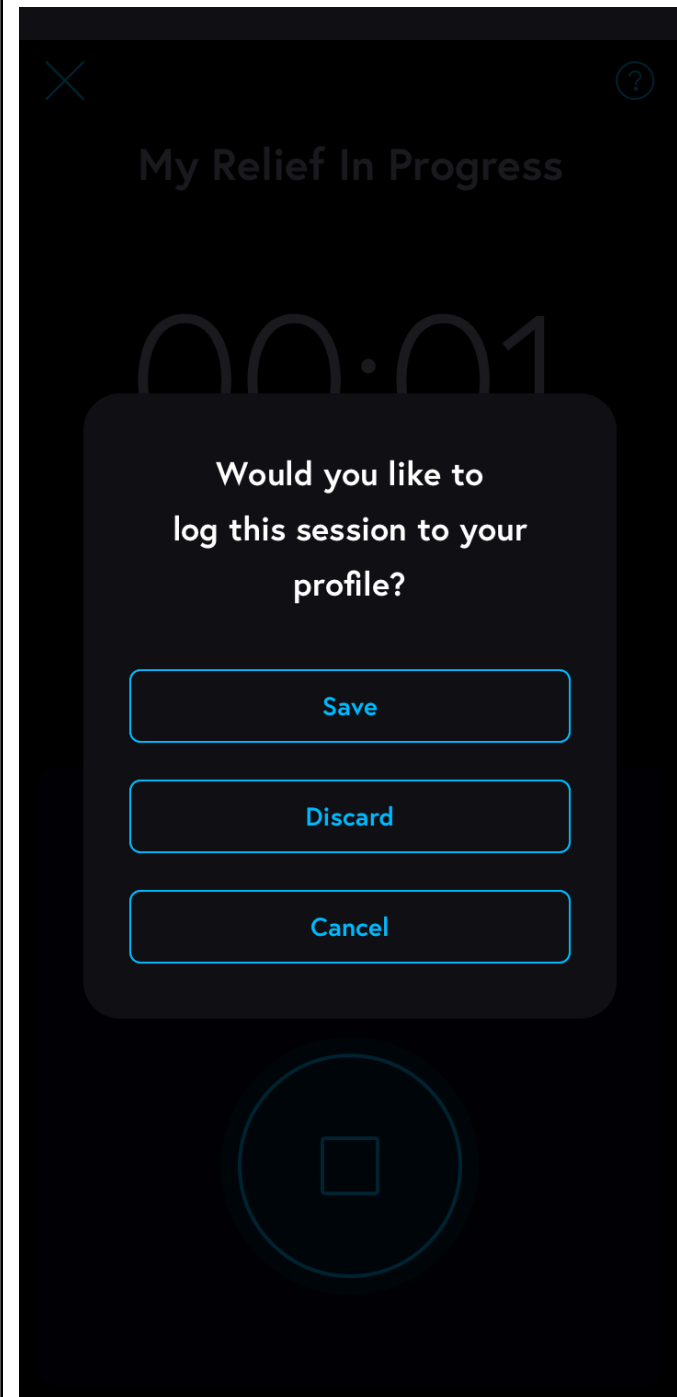 ?
My Relief In Progress
00:01
Would you like to
log this session to your
profile?
Save
Discard
Cancel